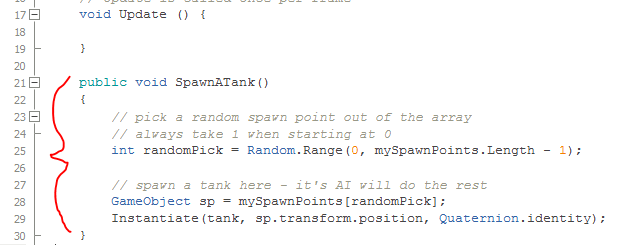 17 void Update () {
18
19 }
20
21 public void SpawnATank()
22 {
23 // pick a random spawn point out of the array
24 // always take 1 when starting at 0
25 int randomPick = Random.Range(0, mySpawnPoints.Length - 1);
26
27 // spawn a tank here - it's AI will do the rest
28 GameObject sp = mySpawnPoints[randomPick];
29 Instantiate(tank, sp.transform.position, Quaternion.identity);
30 }